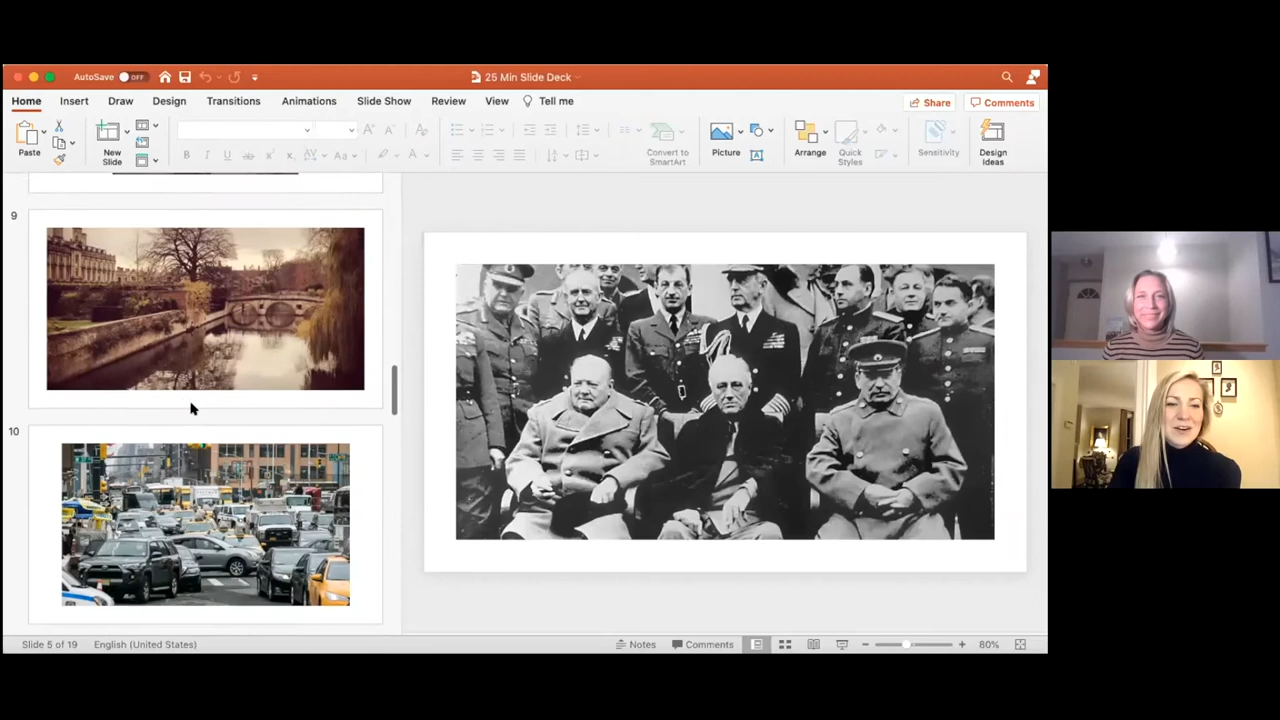 AutoSave OFF
25 Min Slide Deck
Home Insert Draw Design Transitions Animations Slide Show Review View Tell me
Share Comments
Paste
New Slide
Convert to SmartArt
Picture
Arrange
Quick Styles
Sensitivity
Design Ideas
9
10
Slide 5 of 19 English (United States)
Notes Comments 80%